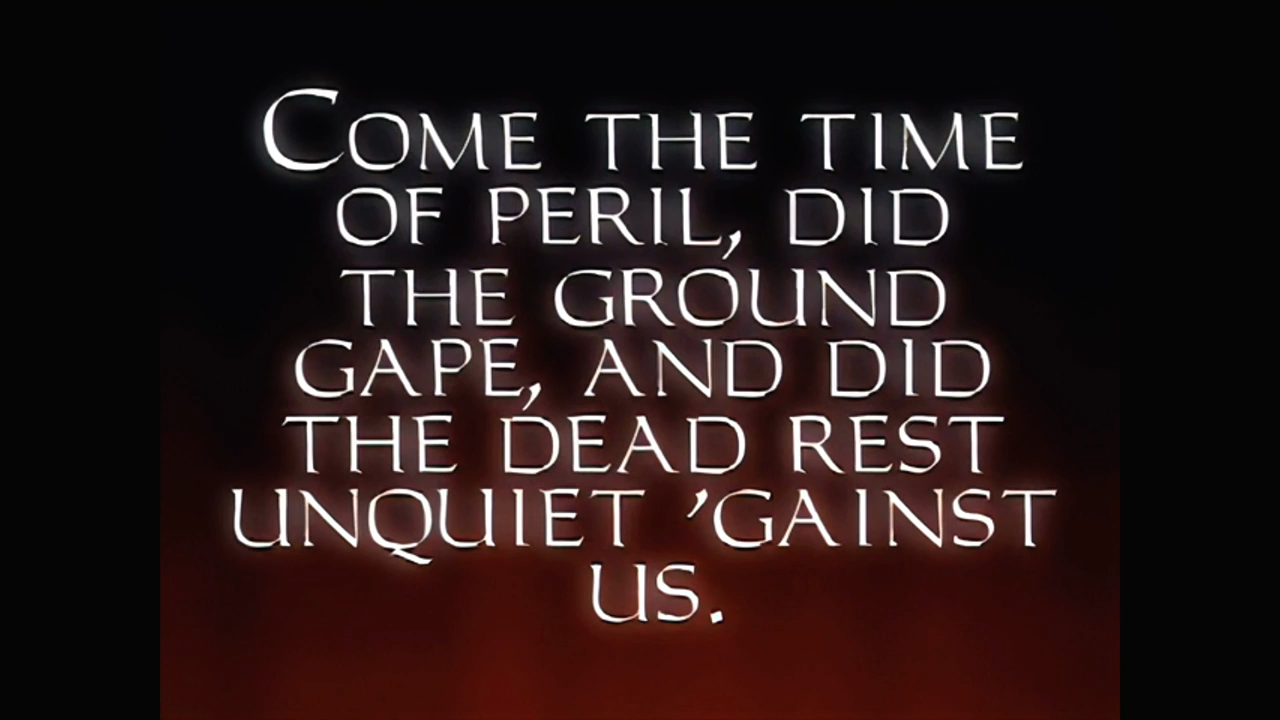 COME THE TIME
OF PERIL, DID
THE GROUND
GAPE, AND DID
THE DEAD REST
UNQUIET 'GAINST
US.